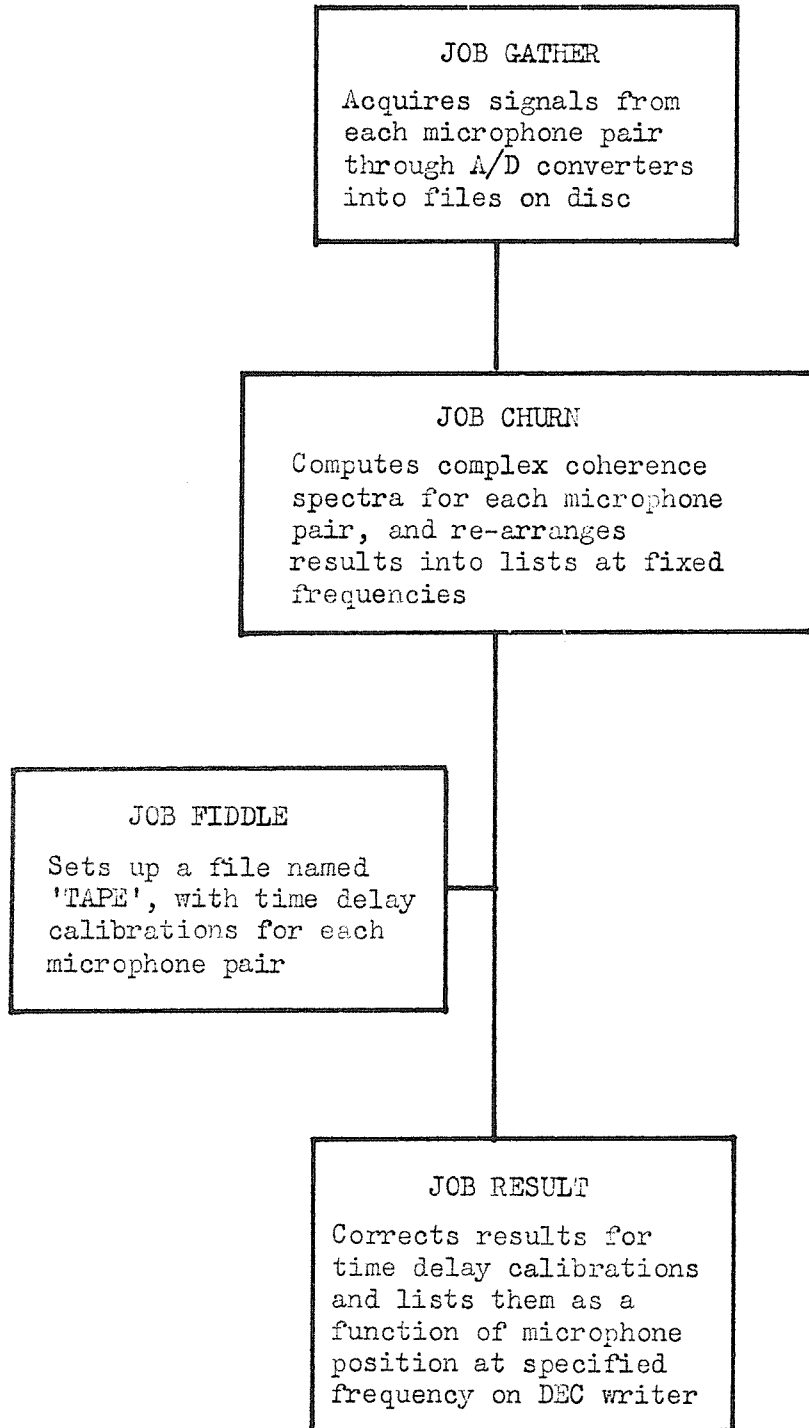 JOB GATHER
Acquires signals from
each microphone pair
through A/D converters
into files on disc
JOB CHURN
Computes complex coherence
spectra for each microphone
pair, and re-arranges
results into lists at fixed
frequencies
JOB FIDDLE
Sets up a file named
'TAPE', with time delay
calibrations for each
microphone pair
JOB RESULT
Corrects results for
time delay calibrations
and lists them as a
function of microphone
position at specified
frequency on DEC writer